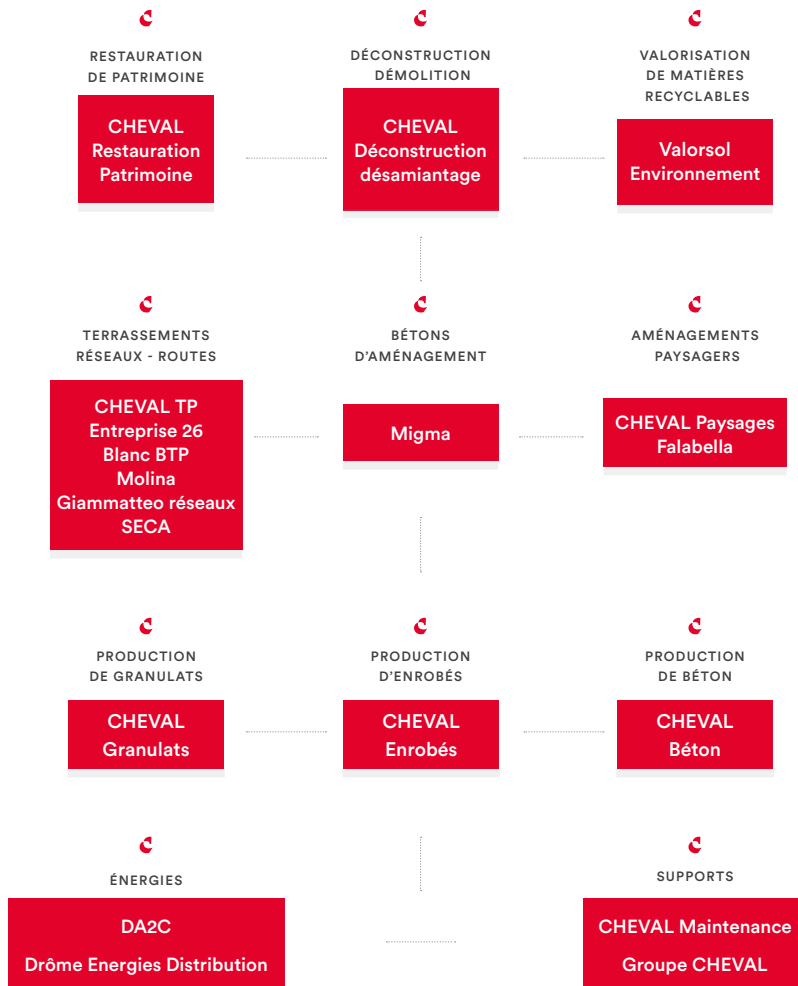 RESTAURATION
DE PATRIMOINE
CHEVAL
Restauration
Patrimoine
DÉCONSTRUCTION
DÉMOLITION
CHEVAL
Déconstruction
désamiantage
VALORISATION
DE MATIÈRES
RECYCLABLES
Valorsol
Environnement
TERRASSEMENTS
RÉSEAUX - ROUTES
CHEVAL TP
Entreprise 26
Blanc BTP
Molina
Giammatteo réseaux
SECA
BÉTONS
D'AMÉNAGEMENT
Migma
AMÉNAGEMENTS
PAYSAGERS
CHEVAL Paysages
Falabella
PRODUCTION
DE GRANULATS
CHEVAL
Granulats
PRODUCTION
D'ENROBÉS
CHEVAL
Enrobés
PRODUCTION
DE BÉTON
CHEVAL
Béton
ÉNERGIES
DA2C
Drôme Energies Distribution
SUPPORTS
CHEVAL Maintenance
Groupe CHEVAL